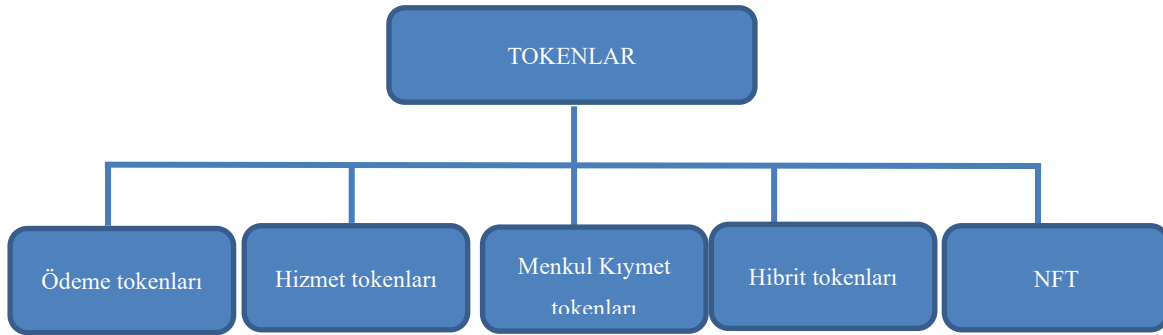 TOKENLAR
Ödeme tokenları
Hizmet tokenları
Menkul Kıymet
tokenları
Hibrit tokenları
NFT